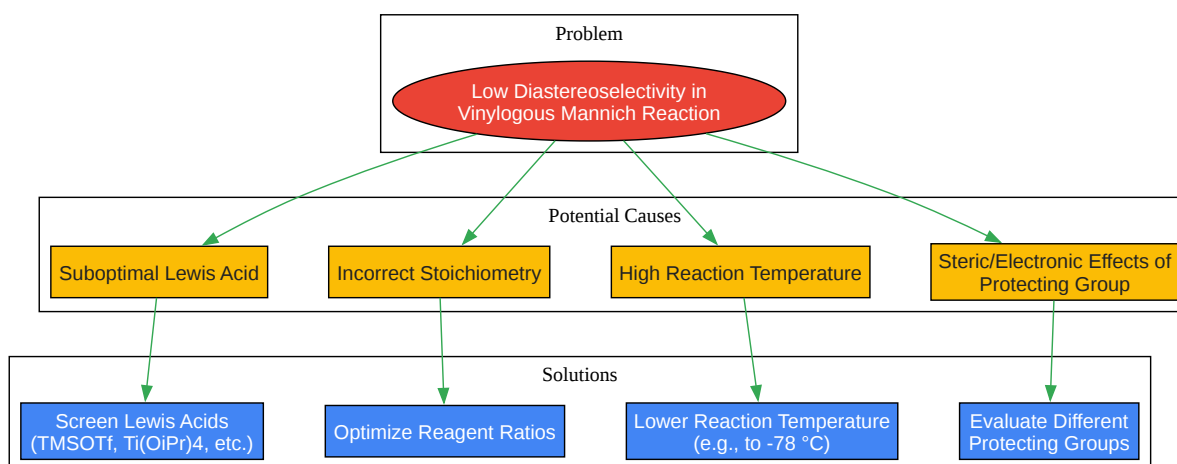 Problem
Low Diastereoselectivity in
Vinylogous Mannich Reaction
Potential Causes
Suboptimal Lewis Acid
Incorrect Stoichiometry
High Reaction Temperature
Steric/Electronic Effects of
Protecting Group
Solutions
Screen Lewis Acids
(TMSOTf, Ti(OiPr)4, etc.)
Optimize Reagent Ratios
Lower Reaction Temperature
(e.g., to -78 °C)
Evaluate Different
Protecting Groups